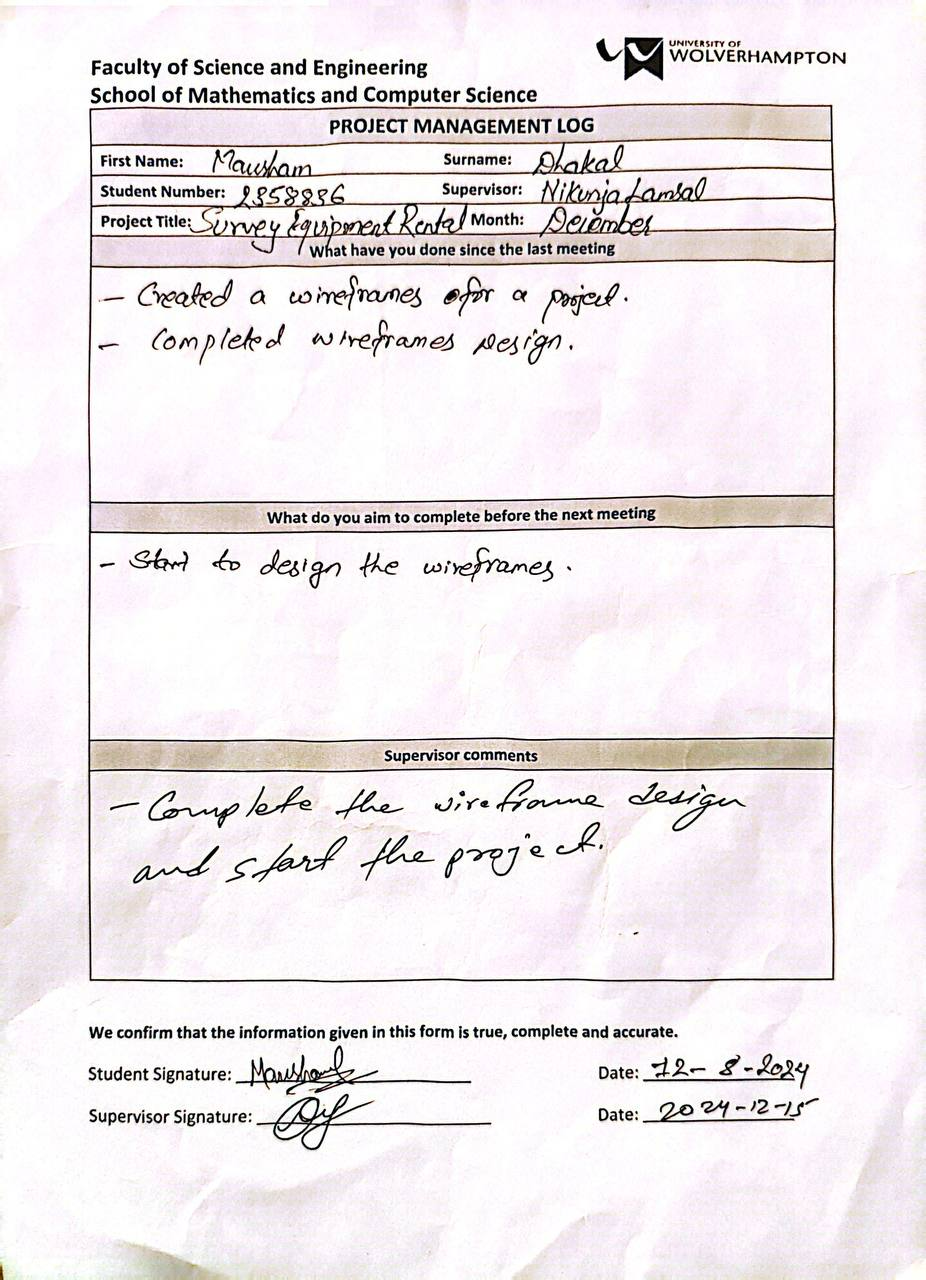 UNIVERSITY OF
WOLVERHAMPTON
Faculty of Science and Engineering
School of Mathematics and Computer Science
PROJECT MANAGEMENT LOG
First Name: Mausham Surname: Dhakal
Student Number: 2358836 Supervisor: Nikunja Lamsal
Project Title: Survey Equipment Rental Month: December
What have you done since the last meeting
- Created a wireframes for a project.
- Completed wireframes Design.
What do you aim to complete before the next meeting
- Start to design the wireframes.
Supervisor comments
- Complete the wireframe design
and start the project.
We confirm that the information given in this form is true, complete and accurate.
Student Signature: Mausham Date: 12-8-2024
Supervisor Signature: Date: 2024-12-15